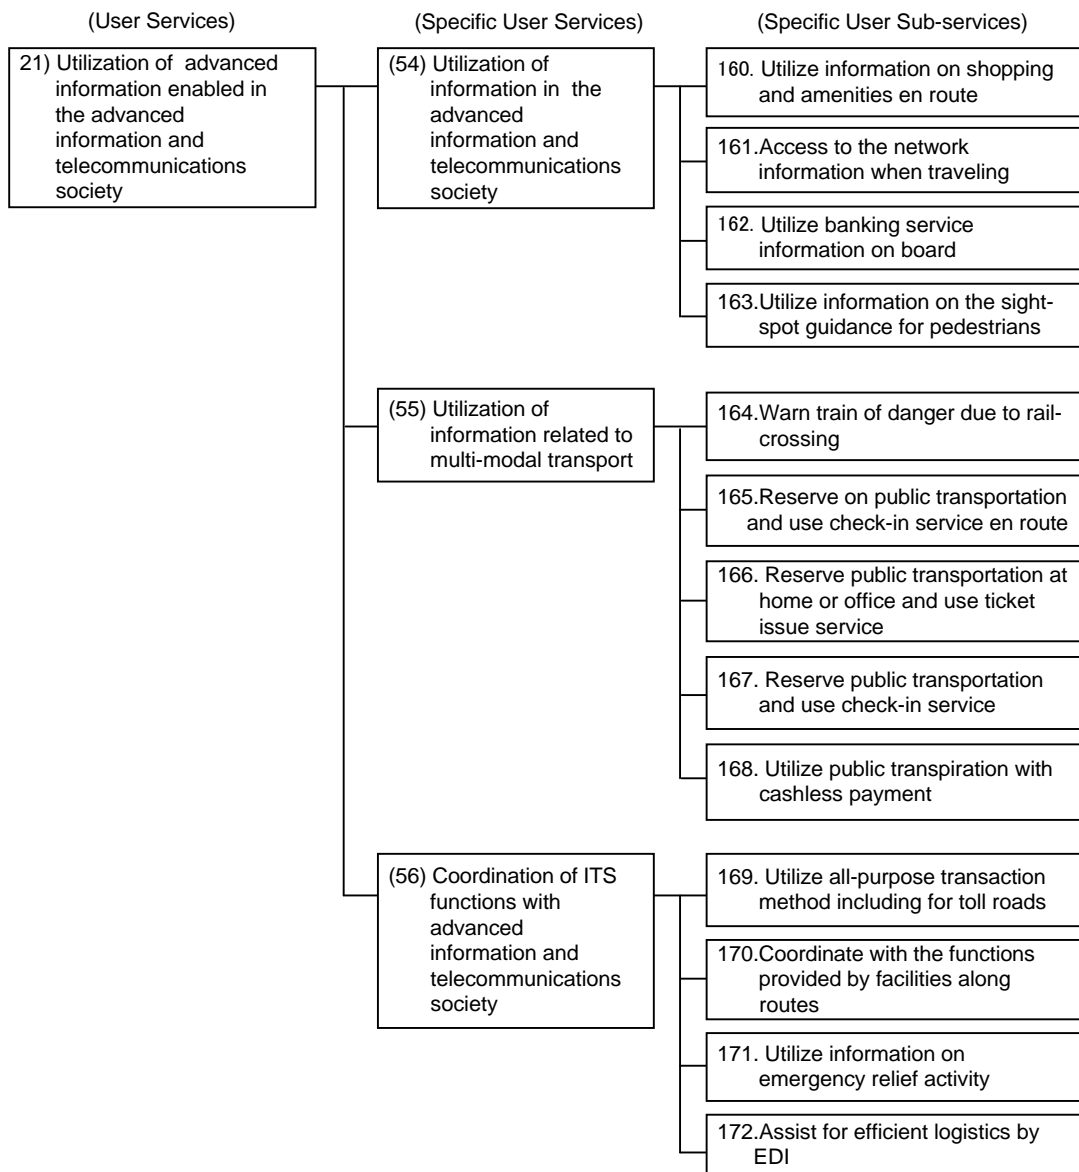 (User Services)
(Specific User Services)
(Specific User Sub-services)
21) Utilization of advanced
information enabled in
the advanced
information and
telecommunications
society
(54) Utilization of
information in the
advanced
information and
telecommunications
society
160. Utilize information on shopping
and amenities en route
161.Access to the network
information when traveling
162. Utilize banking service
information on board
163.Utilize information on the sight-
spot guidance for pedestrians
(55) Utilization of
information related to
multi-modal transport
164.Warn train of danger due to rail-
crossing
165.Reserve on public transportation
and use check-in service en route
166. Reserve public transportation at
home or office and use ticket
issue service
167. Reserve public transportation
and use check-in service
168. Utilize public transpiration with
cashless payment
(56) Coordination of ITS
functions with
advanced
information and
telecommunications
society
169. Utilize all-purpose transaction
method including for toll roads
170.Coordinate with the functions
provided by facilities along
routes
171. Utilize information on
emergency relief activity
172.Assist for efficient logistics by
EDI